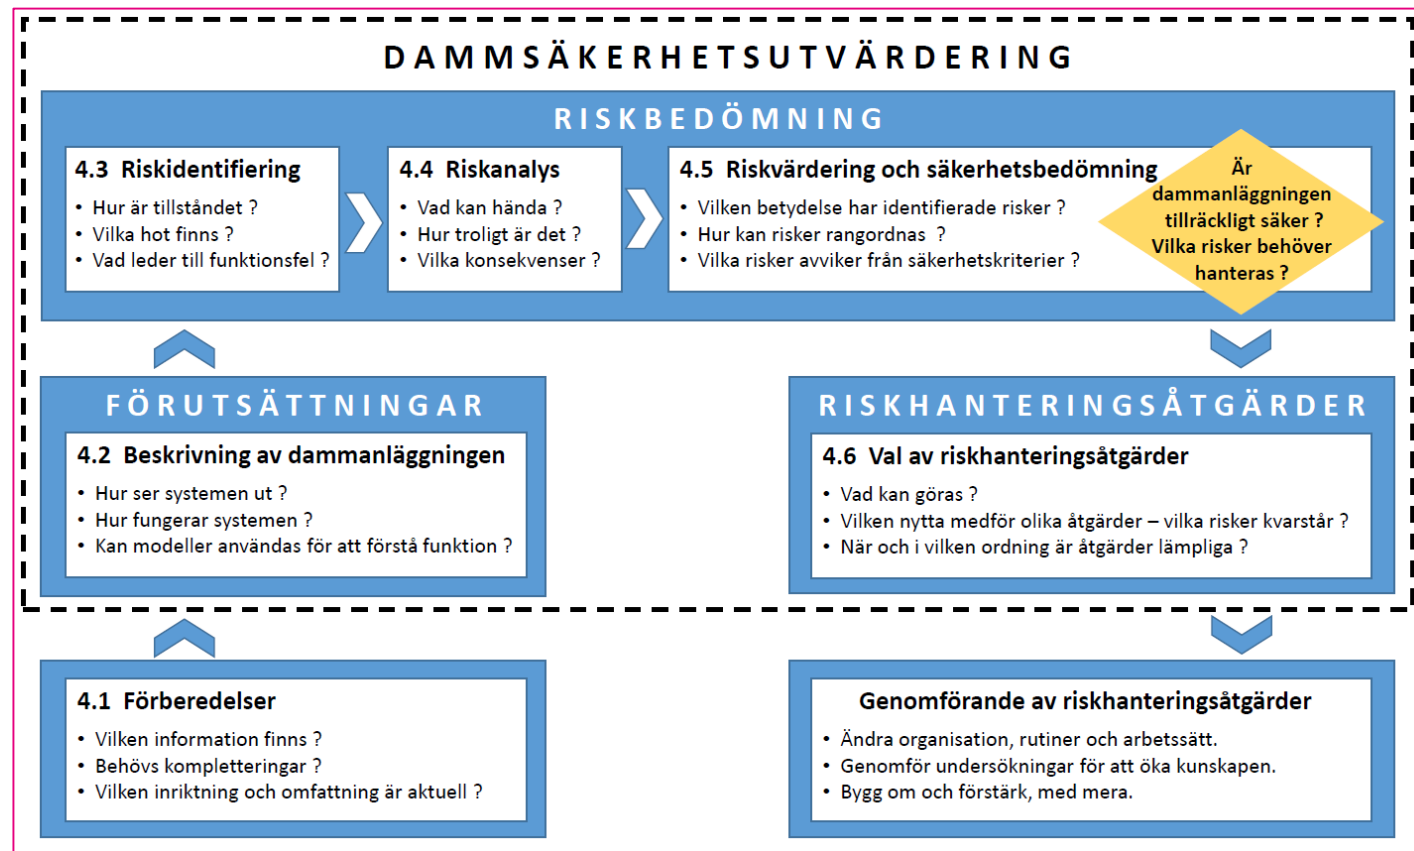 DAMMSÄKERHETSUTVÄRDERING
RISKBEDÖMNING
4.3 Riskidentifiering
• Hur är tillståndet ?
• Vilka hot finns ?
• Vad leder till funktionsfel ?
4.4 Riskanalys
• Vad kan hända ?
• Hur troligt är det ?
• Vilka konsekvenser ?
4.5 Riskvärdering och säkerhetsbedömning
• Vilken betydelse har identifierade risker ?
• Hur kan risker rangordnas ?
• Vilka risker avviker från säkerhetskriterier ?
Är
dammanläggningen
tillräckligt säker ?
Vilka risker behöver
hanteras ?
FÖRUTSÄTTNINGAR
4.2 Beskrivning av dammanläggningen
• Hur ser systemen ut ?
• Hur fungerar systemen ?
• Kan modeller användas för att förstå funktion ?
RISKHANTERINGSÅTGÄRDER
4.6 Val av riskhanteringsåtgärder
• Vad kan göras ?
• Vilken nytta medför olika åtgärder – vilka risker kvarstår ?
• När och i vilken ordning är åtgärder lämpliga ?
4.1 Förberedelser
• Vilken information finns ?
• Behövs kompletteringar ?
• Vilken inriktning och omfattning är aktuell ?
Genomförande av riskhanteringsåtgärder
• Ändra organisation, rutiner och arbetssätt.
• Genomför undersökningar för att öka kunskapen.
• Bygg om och förstärk, med mera.